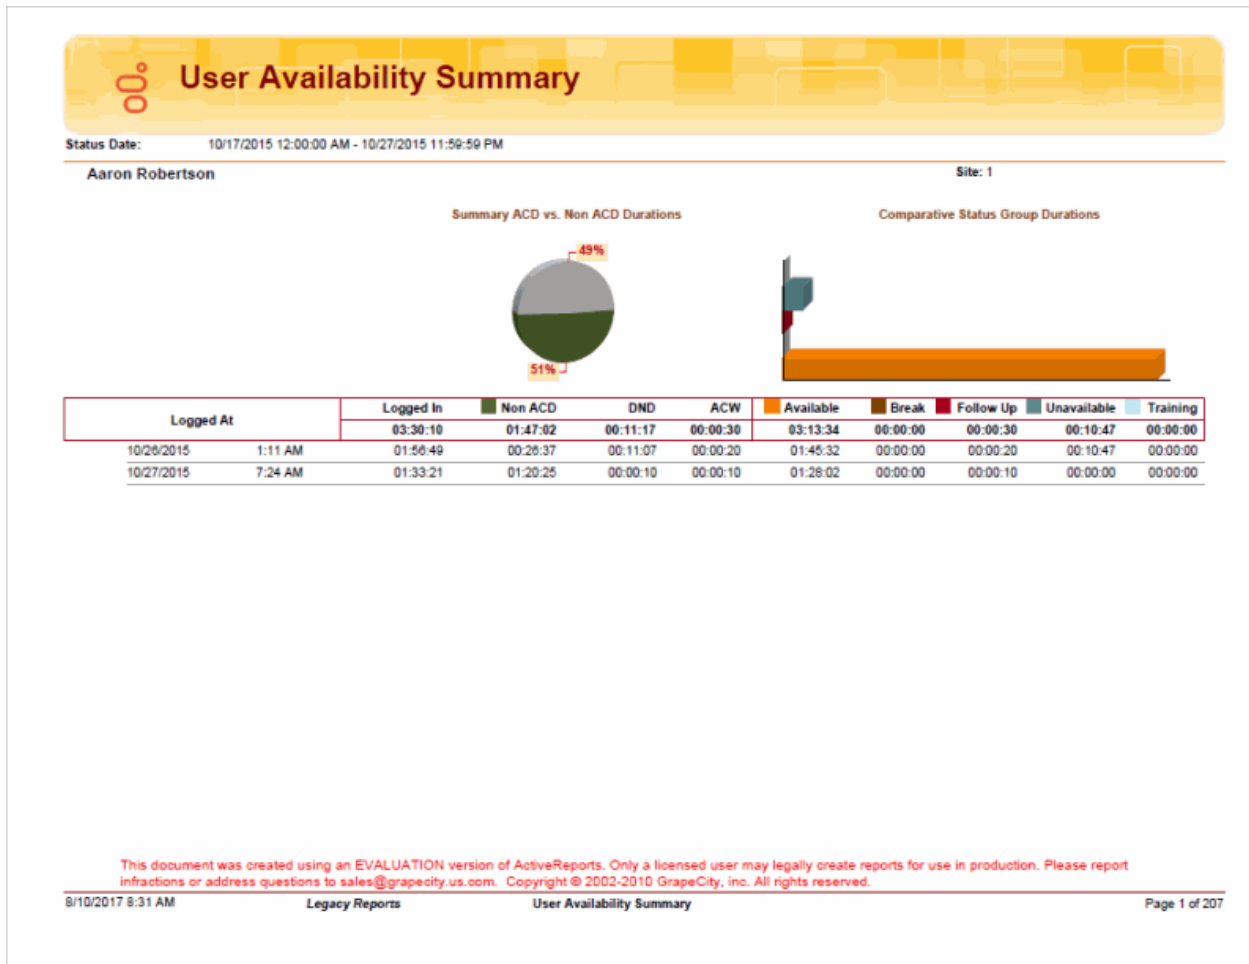 User Availability Summary
Status Date: 10/17/2015 12:00:00 AM - 10/27/2015 11:59:59 PM
Aaron Robertson Site: 1
Summary ACD vs. Non ACD Durations Comparative Status Group Durations
49%
51%
Logged At Logged In Non ACD DND ACW Available Break Follow Up Unavailable Training
03:30:10 01:47:02 00:11:17 00:00:30 03:13:34 00:00:00 00:00:30 00:10:47 00:00:00
10/26/2015 1:11 AM 01:56:49 00:26:37 00:11:07 00:00:20 01:45:32 00:00:00 00:00:20 00:10:47 00:00:00
10/27/2015 7:24 AM 01:33:21 01:20:25 00:00:10 00:00:10 01:28:02 00:00:00 00:00:10 00:00:00 00:00:00
This document was created using an EVALUATION version of ActiveReports. Only a licensed user may legally create reports for use in production. Please report
infractions or address questions to sales@grapecity.us.com. Copyright © 2002-2010 GrapeCity, inc. All rights reserved.
8/10/2017 8:31 AM Legacy Reports User Availability Summary Page 1 of 207